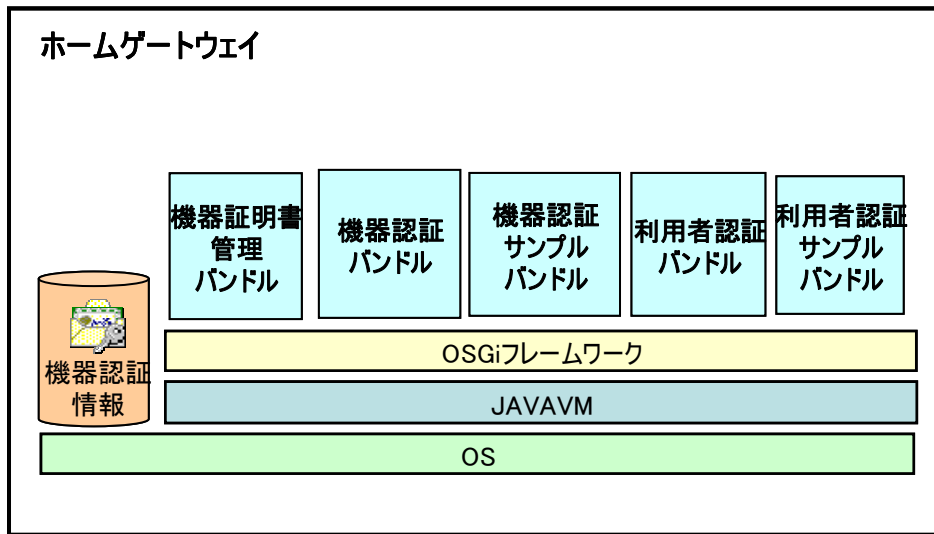 ホームゲートウェイ
機器証明書
管理
バンドル
機器認証
バンドル
機器認証
サンプル
バンドル
利用者認証
バンドル
利用者認証
サンプル
バンドル
機器認証
情報
OSGiフレームワーク
JAVAVM
OS